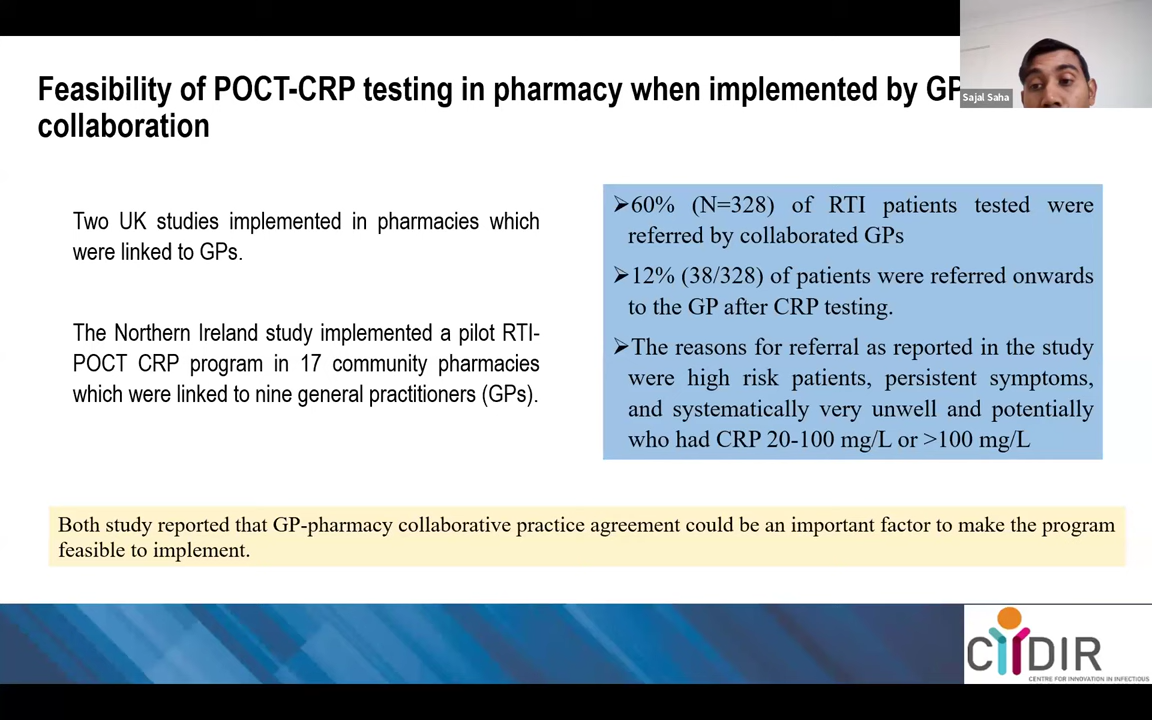 Feasibility of POCT-CRP testing in pharmacy when implemented by GP
collaboration
Sajal Saha
Two UK studies implemented in pharmacies which
were linked to GPs.
The Northern Ireland study implemented a pilot RTI-
POCT CRP program in 17 community pharmacies
which were linked to nine general practitioners (GPs).
➢60% (N=328) of RTI patients tested were
referred by collaborated GPs
➢12% (38/328) of patients were referred onwards
to the GP after CRP testing.
➢The reasons for referral as reported in the study
were high risk patients, persistent symptoms,
and systematically very unwell and potentially
who had CRP 20-100 mg/L or >100 mg/L
Both study reported that GP-pharmacy collaborative practice agreement could be an important factor to make the program
feasible to implement.
CIDIR
CENTRE FOR INNOVATION IN INFECTIOUS